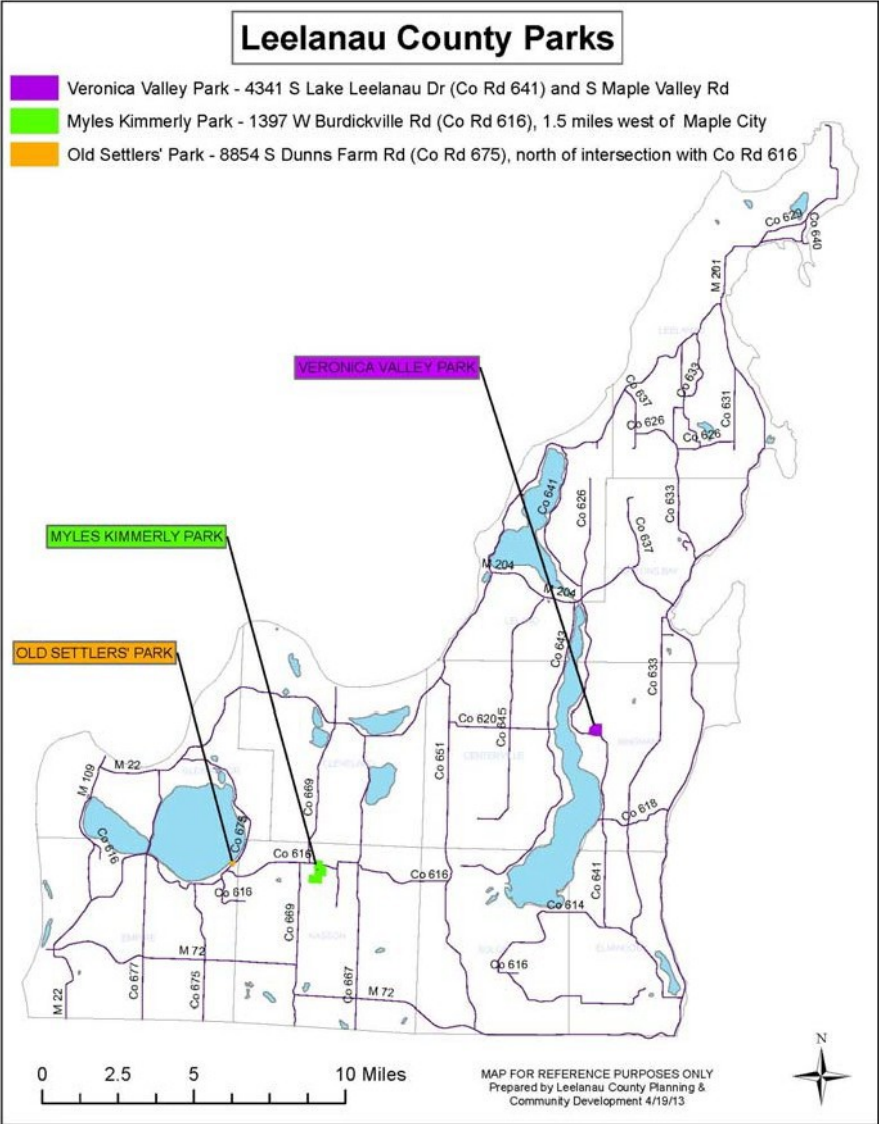 Leelanau County Parks
Veronica Valley Park - 4341 S Lake Leelanau Dr (Co Rd 641) and S Maple Valley Rd
Myles Kimmerly Park - 1397 W Burdickville Rd (Co Rd 616), 1.5 miles west of Maple City
Old Settlers' Park - 8854 S Dunns Farm Rd (Co Rd 675), north of intersection with Co Rd 616
Co 629
Co 640
M 201
VERONICA VALLEY PARK
Co 633
Co 637
Co 631
Co 626
Co 626
Co 641
Co 626
Co 633
Co 637
MYLES KIMMERLY PARK
M 204
M 204
OLD SETTLERS' PARK
Co 643
Co 633
Co 620
Co 645
CENTERVILLE
Co 651
M 22
M 109
Co 669
Co 675
Co 616
Co 616
Co 616
Co 616
Co 616
Co 641
Co 614
Co 669
EMPIRE
KASSON
SOLON
ELMWOOD
M 72
Co 616
Co 677
Co 675
Co 667
M 72
M 22
N
0 2.5 5 10 Miles
MAP FOR REFERENCE PURPOSES ONLY
Prepared by Leelanau County Planning &
Community Development 4/19/13